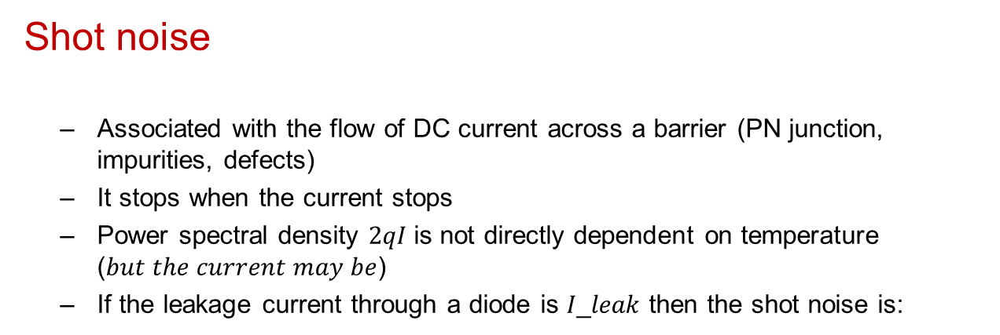 Shot noise
– Associated with the flow of DC current across a barrier (PN junction,
impurities, defects)
– It stops when the current stops
– Power spectral density 2𝑞𝐼 is not directly dependent on temperature
(𝑏𝑢𝑡 𝑡ℎ𝑒 𝑐𝑢𝑟𝑟𝑒𝑛𝑡 𝑚𝑎𝑦 𝑏𝑒)
– If the leakage current through a diode is 𝐼_𝑙𝑒𝑎𝑘 then the shot noise is: